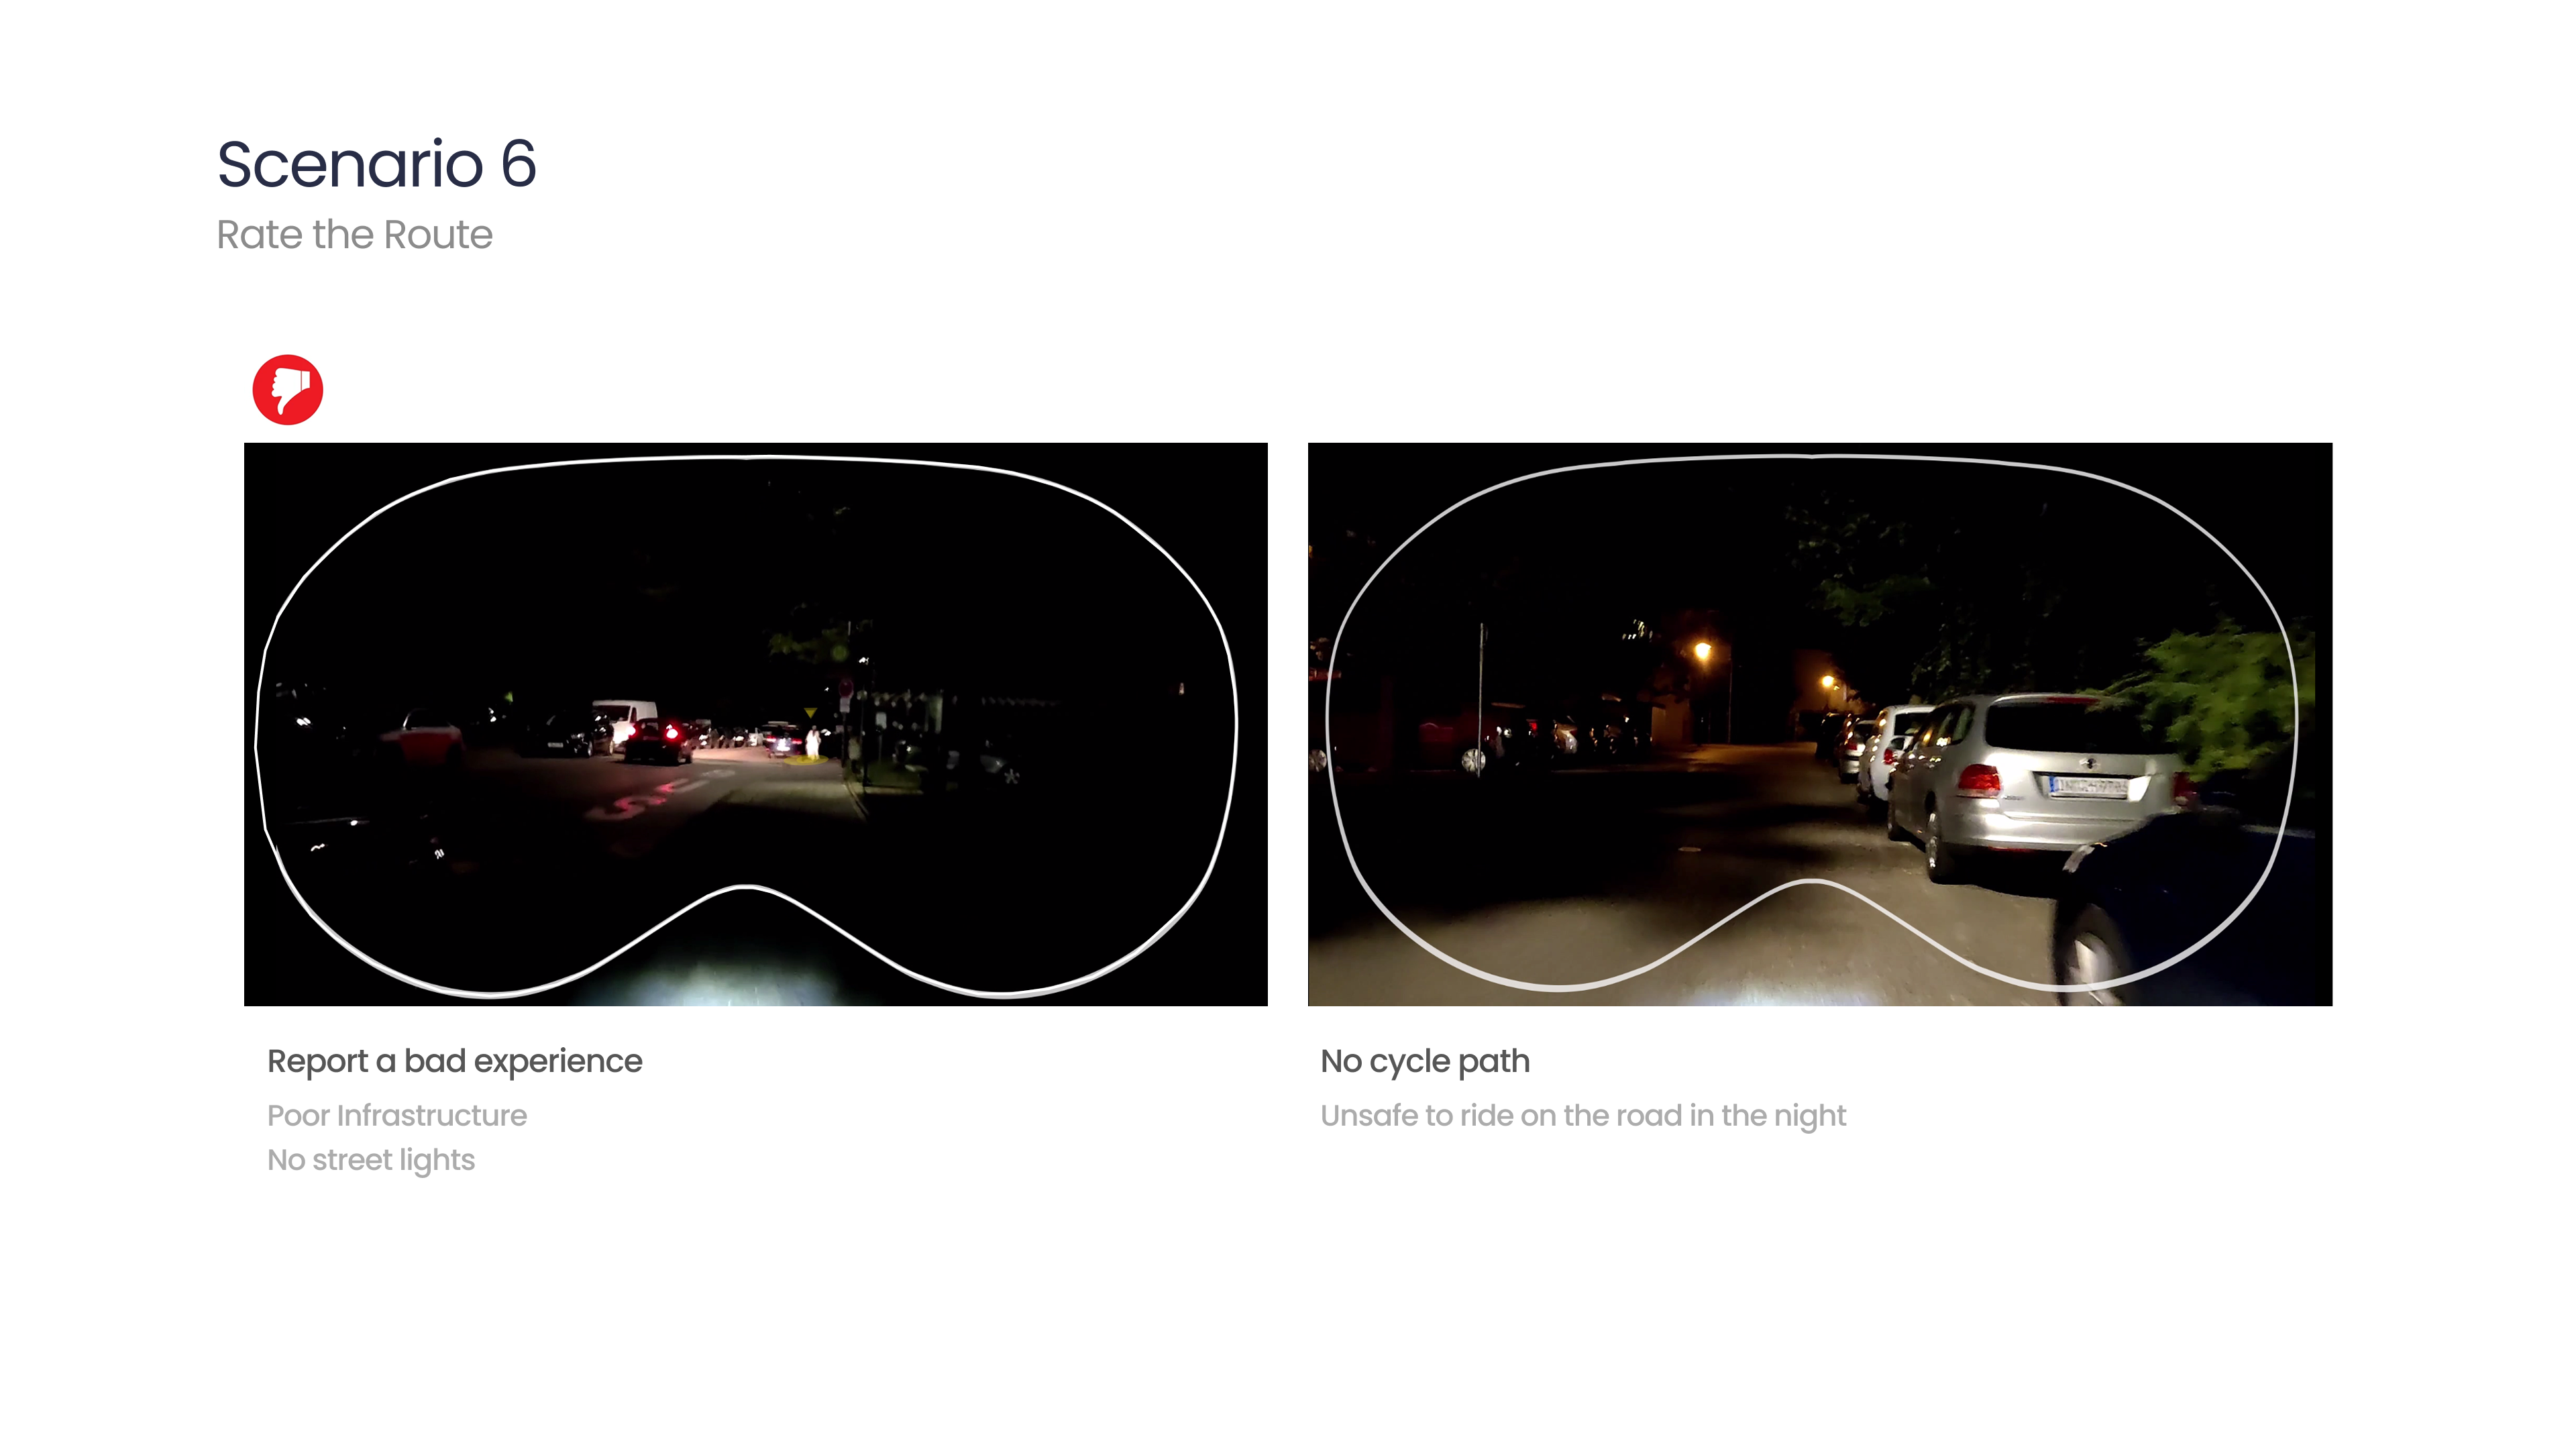 Scenario 6
Rate the Route
Report a bad experience
Poor Infrastructure
No street lights
No cycle path
Unsafe to ride on the road in the night